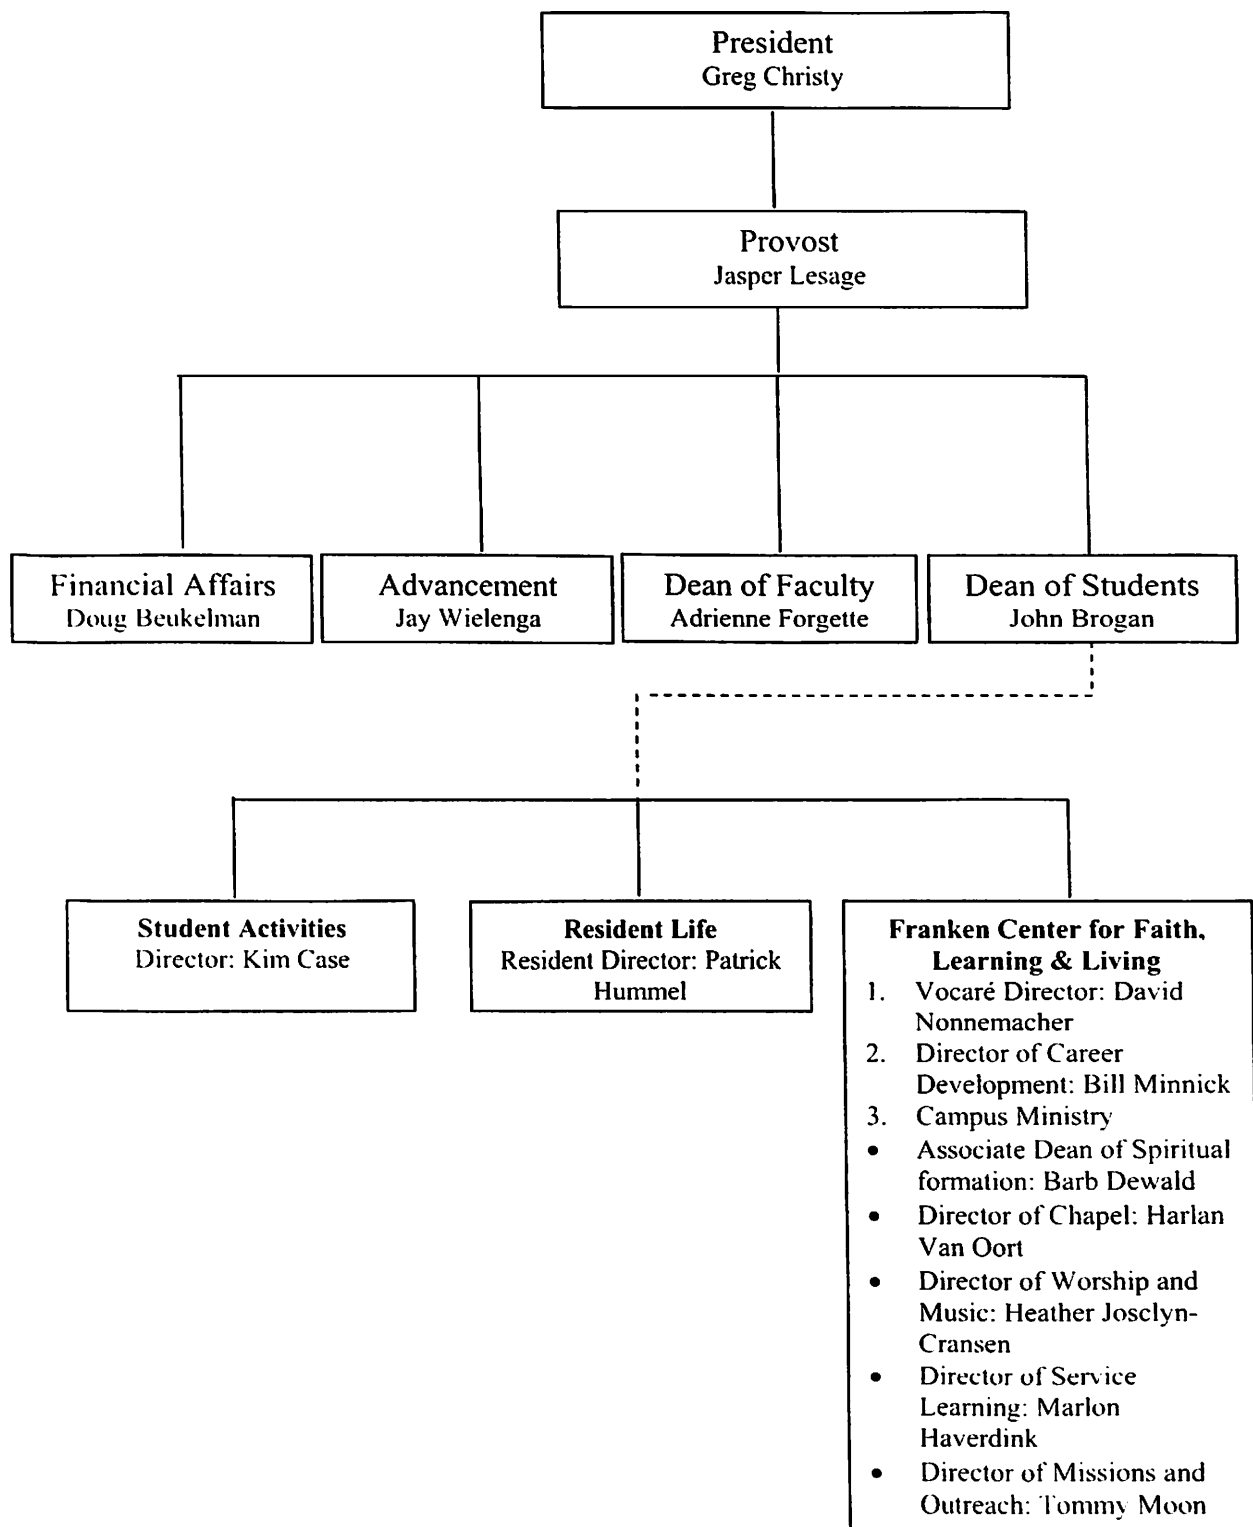 President
Greg Christy
Provost
Jasper Lesage
Financial Affairs
Doug Beukelman
Advancement
Jay Wielenga
Dean of Faculty
Adrienne Forgette
Dean of Students
John Brogan
Student Activities
Director: Kim Case
Resident Life
Resident Director: Patrick
Hummel
Franken Center for Faith,
Learning & Living
1. Vocaré Director: David
Nonnemacher
2. Director of Career
Development: Bill Minnick
3. Campus Ministry
• Associate Dean of Spiritual
formation: Barb Dewald
• Director of Chapel: Harlan
Van Oort
• Director of Worship and
Music: Heather Josclyn-
Cransen
• Director of Service
Learning: Marlon
Haverdink
• Director of Missions and
Outreach: Tommy Moon